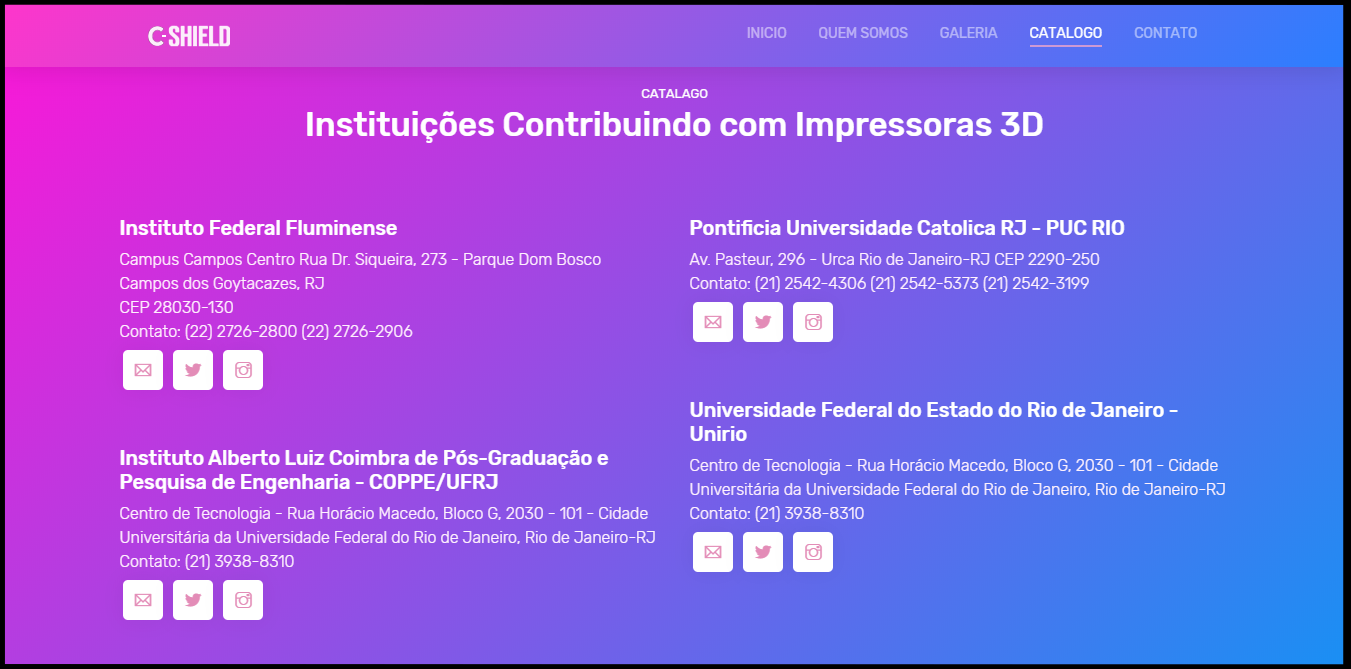 C-SHIELD
INICIO QUEM SOMOS GALERIA CATALOGO CONTATO
CATALAGO
Instituições Contribuindo com Impressoras 3D
Instituto Federal Fluminense
Campus Campos Centro Rua Dr. Siqueira, 273 - Parque Dom Bosco
Campos dos Goytacazes, RJ
CEP 28030-130
Contato: (22) 2726-2800 (22) 2726-2906
Instituto Alberto Luiz Coimbra de Pós-Graduação e
Pesquisa de Engenharia - COPPE/UFRJ
Centro de Tecnologia - Rua Horácio Macedo, Bloco G, 2030 - 101 - Cidade
Universitária da Universidade Federal do Rio de Janeiro, Rio de Janeiro-RJ
Contato: (21) 3938-8310
Pontificia Universidade Catolica RJ - PUC RIO
Av. Pasteur, 296 - Urca Rio de Janeiro-RJ CEP 2290-250
Contato: (21) 2542-4306 (21) 2542-5373 (21) 2542-3199
Universidade Federal do Estado do Rio de Janeiro -
Unirio
Centro de Tecnologia - Rua Horácio Macedo, Bloco G, 2030 - 101 - Cidade
Universitária da Universidade Federal do Rio de Janeiro, Rio de Janeiro-RJ
Contato: (21) 3938-8310